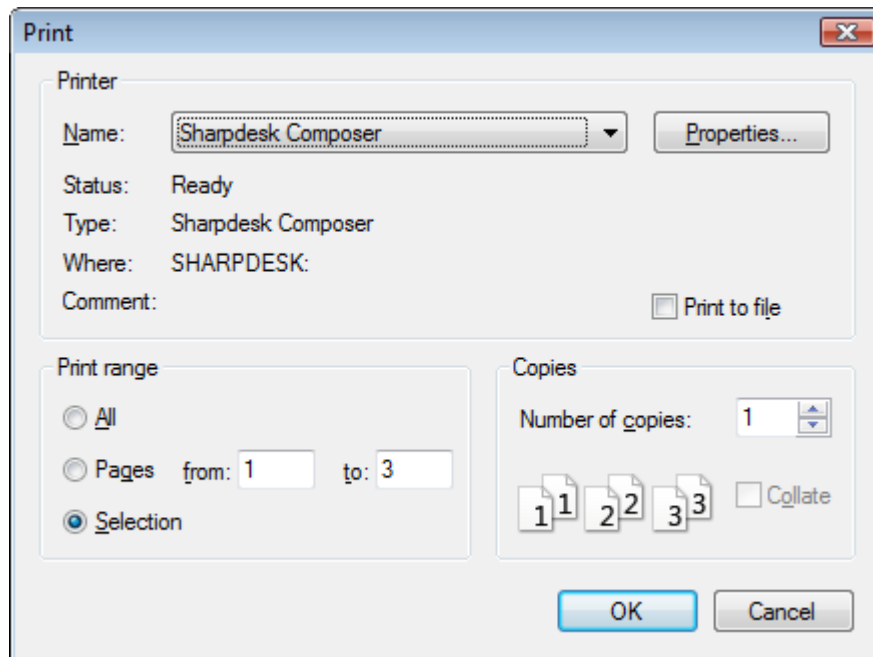 Print
Printer
Name: Sharpdesk Composer Properties...
Status: Ready
Type: Sharpdesk Composer
Where: SHARPDESK:
Comment: Print to file
Print range
All
Pages from: 1 to: 3
Selection
Copies
Number of copies: 1
1 1 2 2 3 3 Collate
OK Cancel